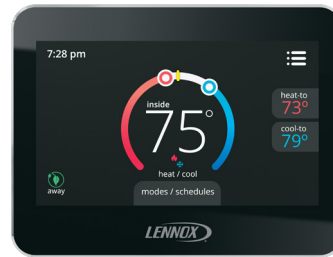 7:28 pm
inside
75°
heat / cool
heat-to
73°
cool-to
79°
away
modes / schedules
LENNOX